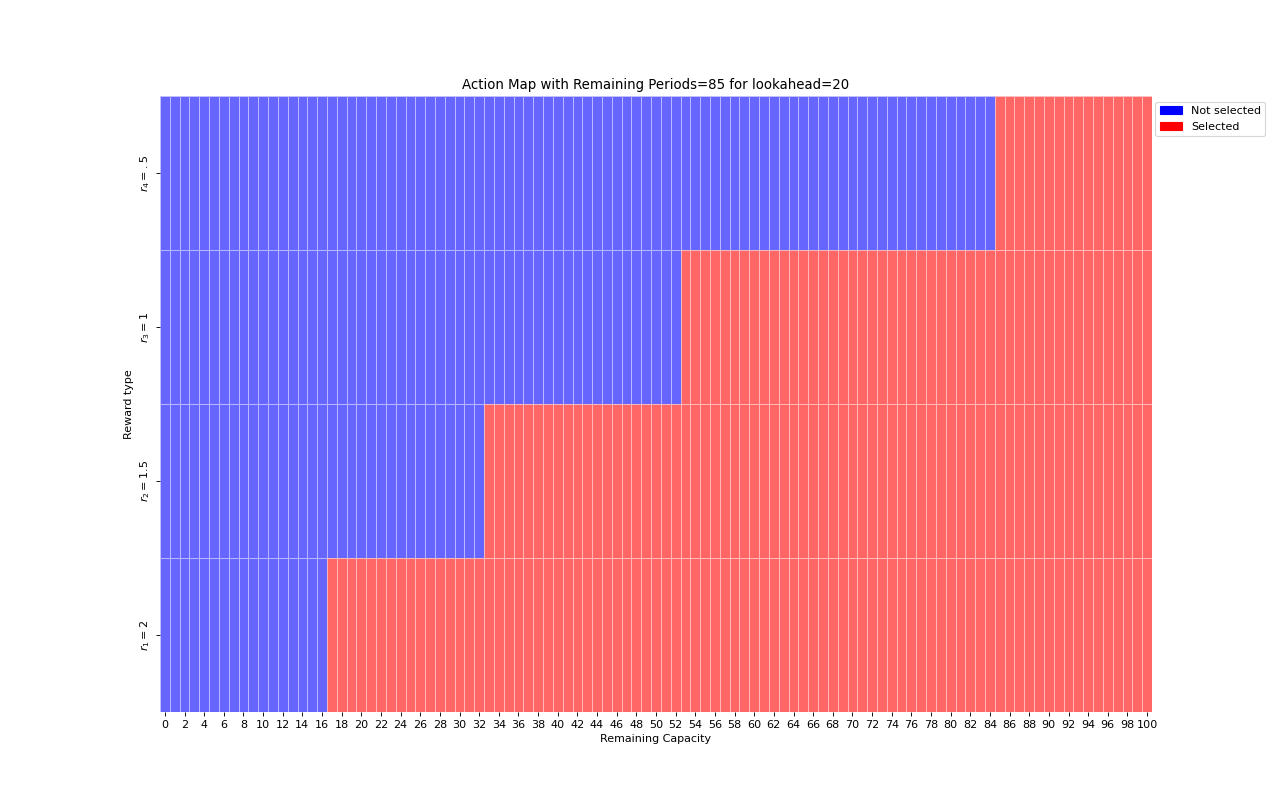 Action Map with Remaining Periods=85 for lookahead=20
Not selected
Selected
Reward type
r₄ = .5
r₃ = 1
r₂ = 1.5
r₁ = 2
0 2 4 6 8 10 12 14 16 18 20 22 24 26 28 30 32 34 36 38 40 42 44 46 48 50 52 54 56 58 60 62 64 66 68 70 72 74 76 78 80 82 84 86 88 90 92 94 96 98 100
Remaining Capacity